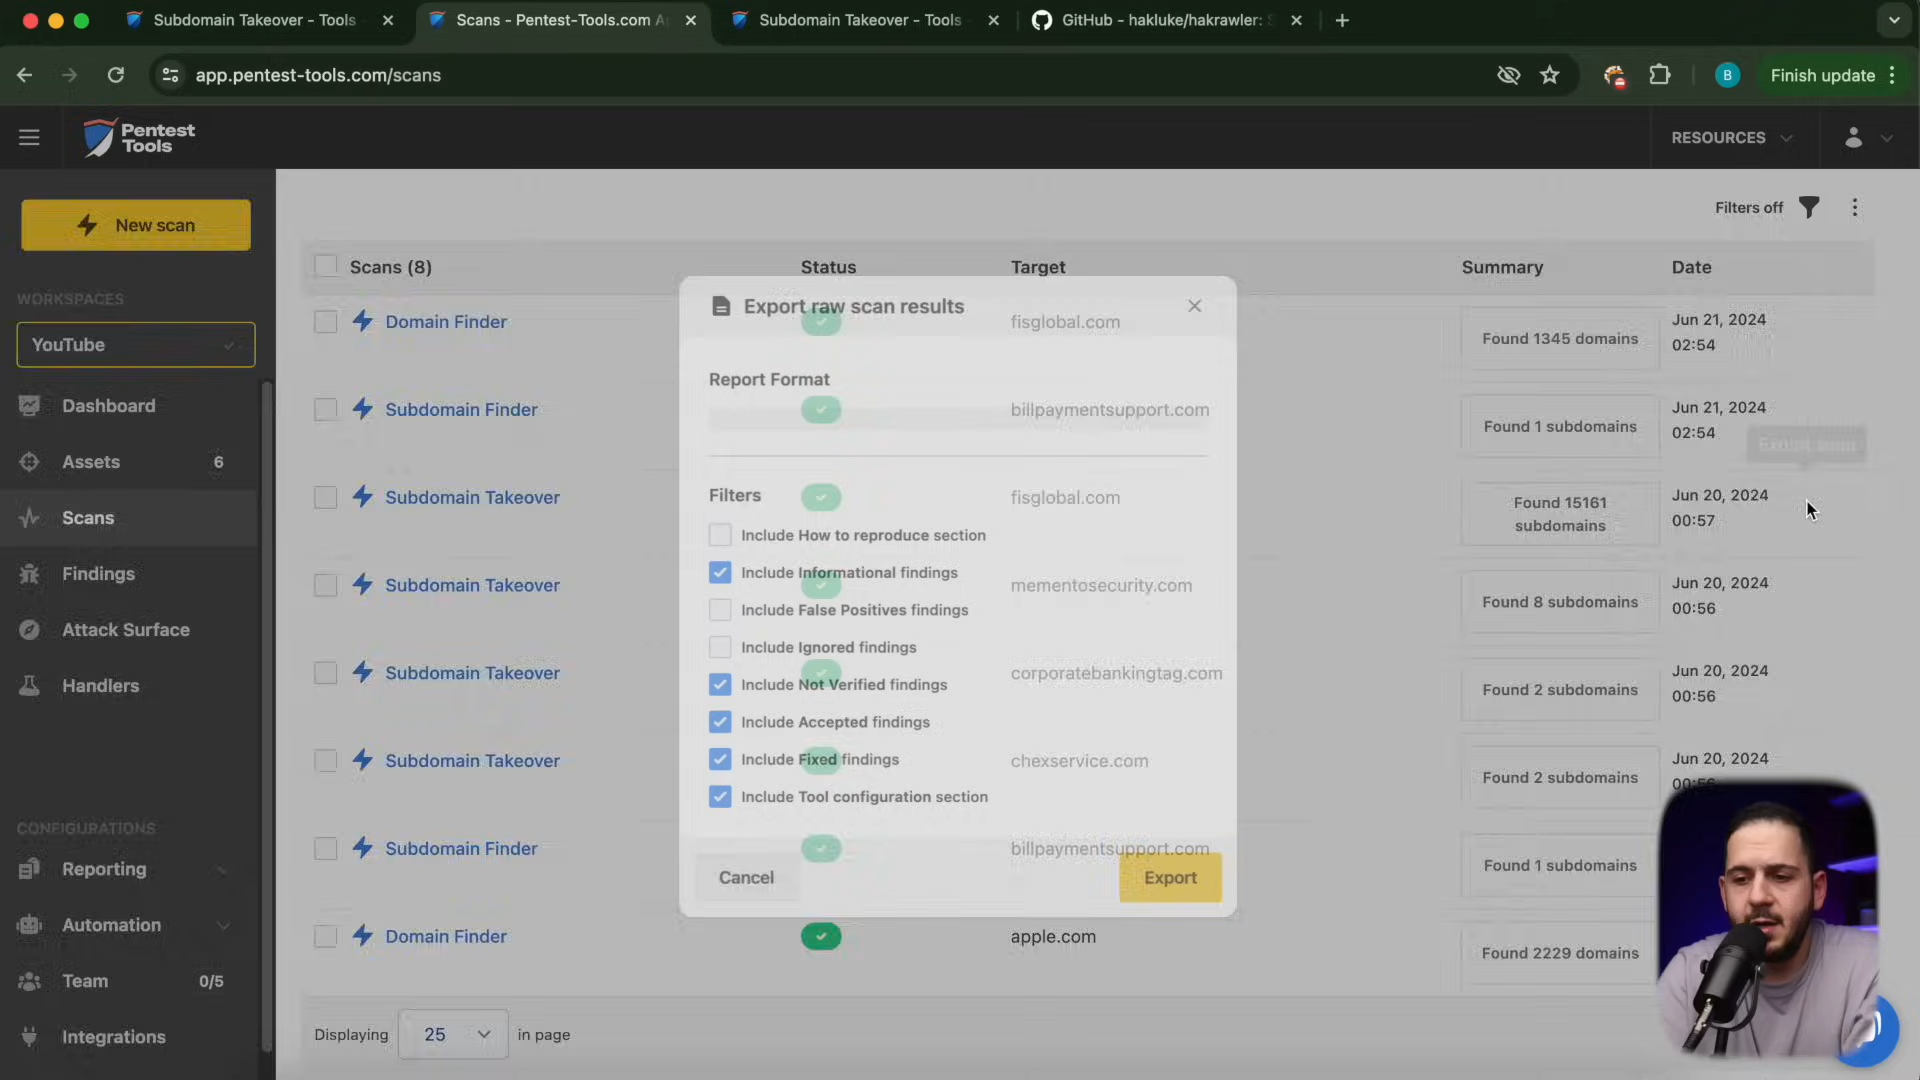 Subdomain Takeover - Tools
Scans - Pentest-Tools.com A
Subdomain Takeover - Tools
GitHub - hakluke/hakrawler: S
app.pentest-tools.com/scans
B
Finish update
Pentest
Tools
RESOURCES
New scan
Filters off
Scans (8)
Status
Target
Summary
Date
WORKSPACES
YouTube
Dashboard
Assets 6
Scans
Findings
Attack Surface
Handlers
CONFIGURATIONS
Reporting
Automation
Team 0/5
Integrations
Domain Finder
fisglobal.com
Found 1345 domains
Jun 21, 2024
02:54
Subdomain Finder
billpaymentsupport.com
Found 1 subdomains
Jun 21, 2024
02:54
Subdomain Takeover
fisglobal.com
Found 15161
subdomains
Jun 20, 2024
00:57
Subdomain Takeover
mementosecurity.com
Found 8 subdomains
Jun 20, 2024
00:56
Subdomain Takeover
corporatebankingtag.com
Found 2 subdomains
Jun 20, 2024
00:56
Subdomain Takeover
chexservice.com
Found 2 subdomains
Jun 20, 2024
Subdomain Finder
billpaymentsupport.com
Found 1 subdomains
Domain Finder
apple.com
Found 2229 domains
Export raw scan results
Report Format
Filters
Include How to reproduce section
Include Informational findings
Include False Positives findings
Include Ignored findings
Include Not Verified findings
Include Accepted findings
Include Fixed findings
Include Tool configuration section
Cancel
Export
Displaying 25 in page